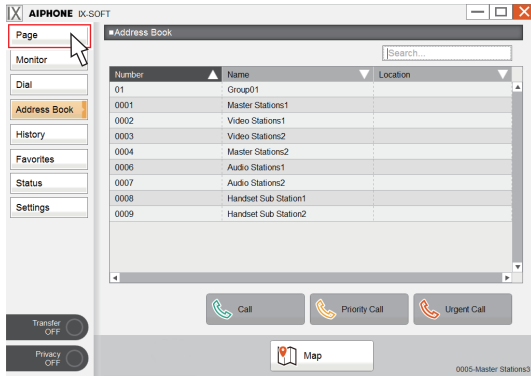 IX AIPHONE IX-SOFT
Page
Monitor
Dial
Address Book
History
Favorites
Status
Settings
Transfer
OFF
Privacy
OFF
■Address Book
Search...
Number Name Location
01 Group01
0001 Master Stations1
0002 Video Stations1
0003 Video Stations2
0004 Master Stations2
0006 Audio Stations1
0007 Audio Stations2
0008 Handset Sub Station1
0009 Handset Sub Station2
Call Priority Call Urgent Call
Map
0005-Master Stations3